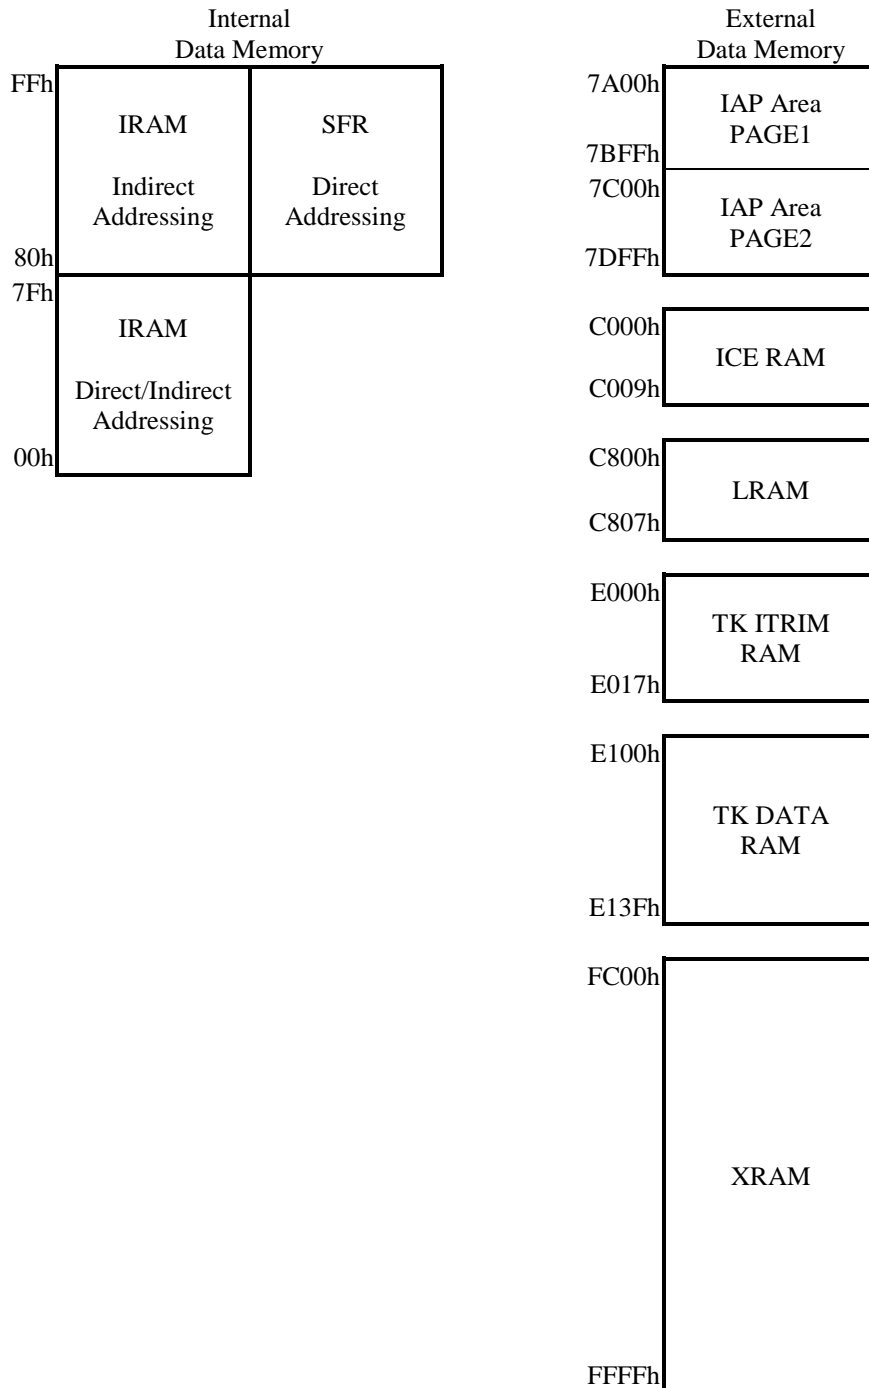 Internal
Data Memory
FFh
IRAM
Indirect
Addressing
80h
SFR
Direct
Addressing
7Fh
IRAM
Direct/Indirect
Addressing
00h
External
Data Memory
7A00h
IAP Area
PAGE1
7BFFh
7C00h
IAP Area
PAGE2
7DFFh
C000h
ICE RAM
C009h
C800h
LRAM
C807h
E000h
TK ITRIM
RAM
E017h
E100h
TK DATA
RAM
E13Fh
FC00h
XRAM
FFFFh